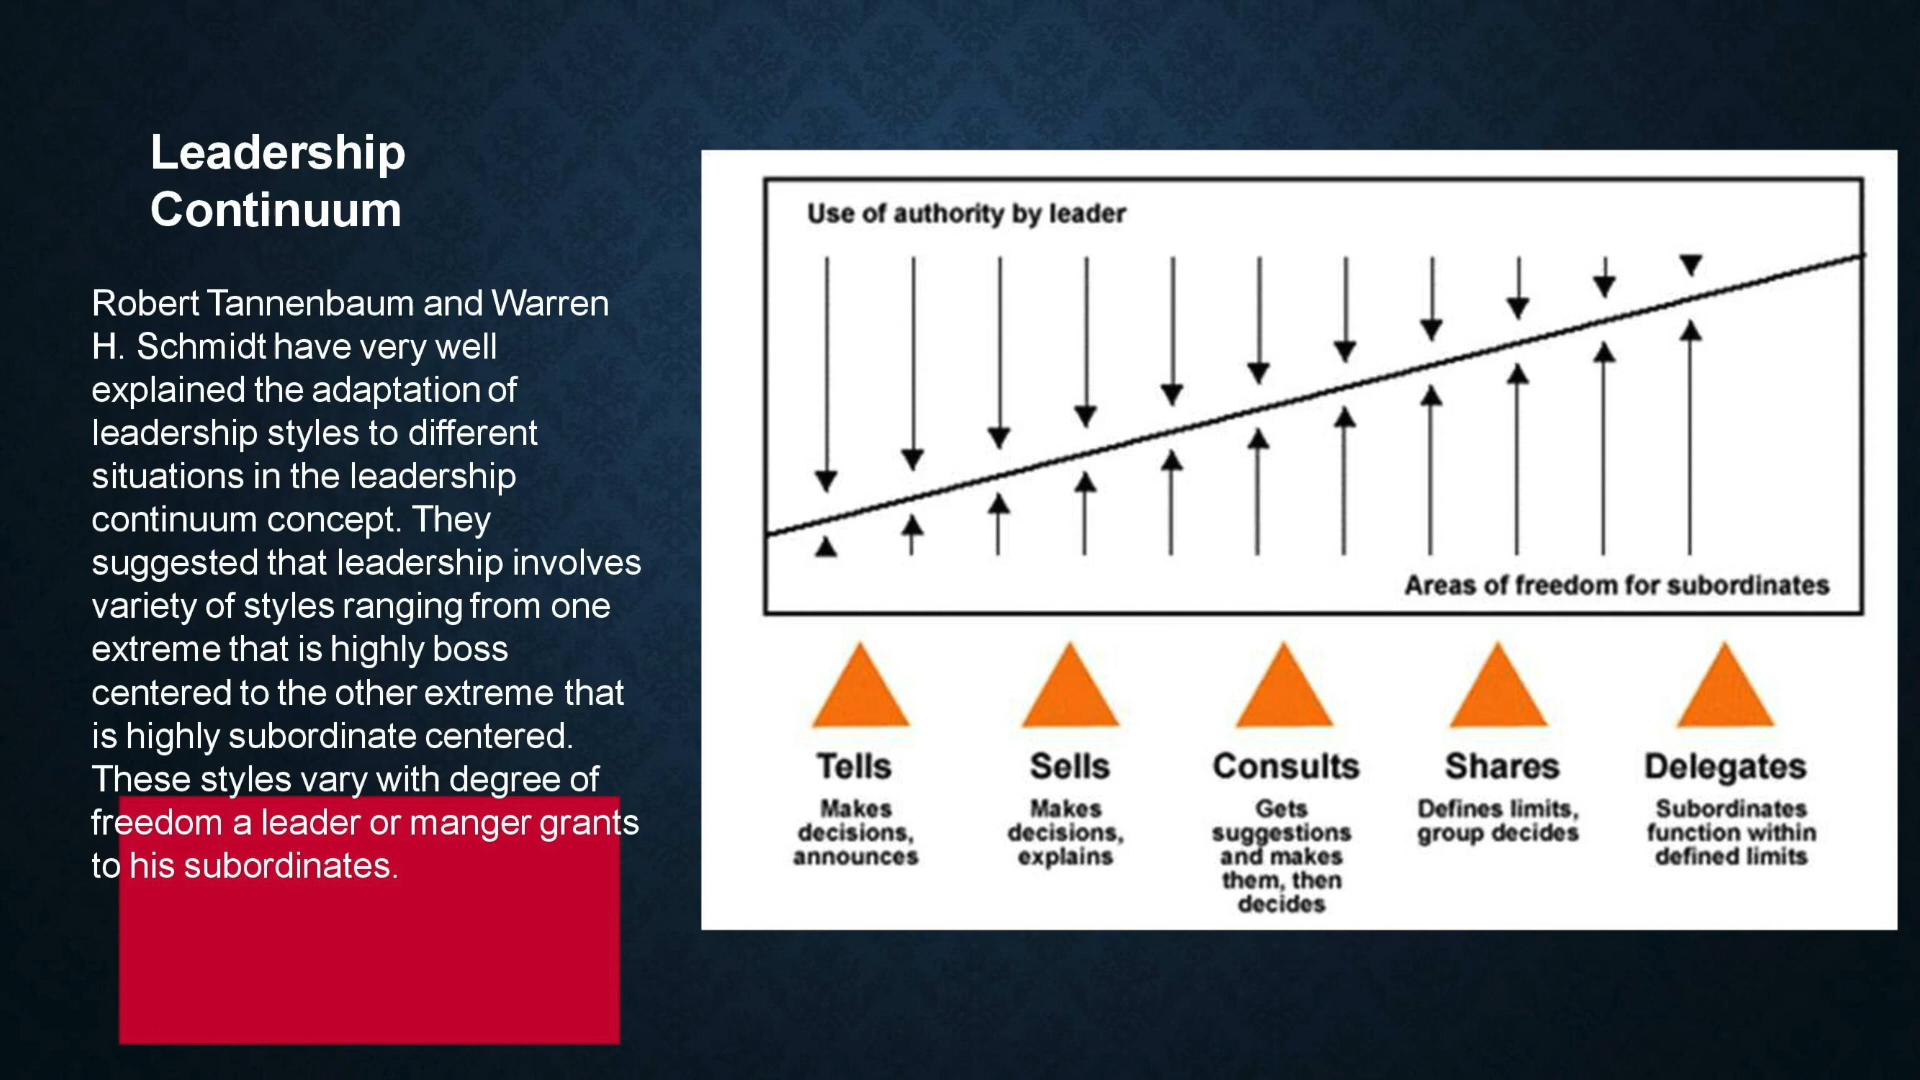 Leadership
Continuum
Robert Tannenbaum and Warren
H. Schmidt have very well
explained the adaptation of
leadership styles to different
situations in the leadership
continuum concept. They
suggested that leadership involves
variety of styles ranging from one
extreme that is highly boss
centered to the other extreme that
is highly subordinate centered.
These styles vary with degree of
freedom a leader or manger grants
to his subordinates.
Use of authority by leader
Areas of freedom for subordinates
Tells
Makes
decisions,
announces
Sells
Makes
decisions,
explains
Consults
Gets
suggestions
and makes
them, then
decides
Shares
Defines limits,
group decides
Delegates
Subordinates
function within
defined limits